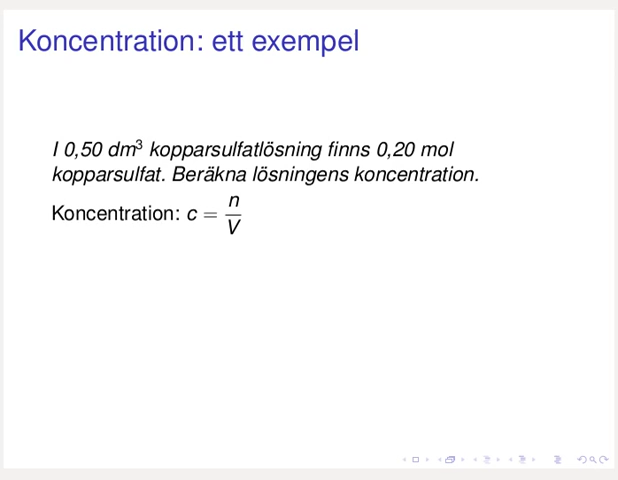 Koncentration: ett exempel
I 0,50 dm³ kopparsulfatlösning finns 0,20 mol
kopparsulfat. Beräkna lösningens koncentration.
Koncentration: c = n/V